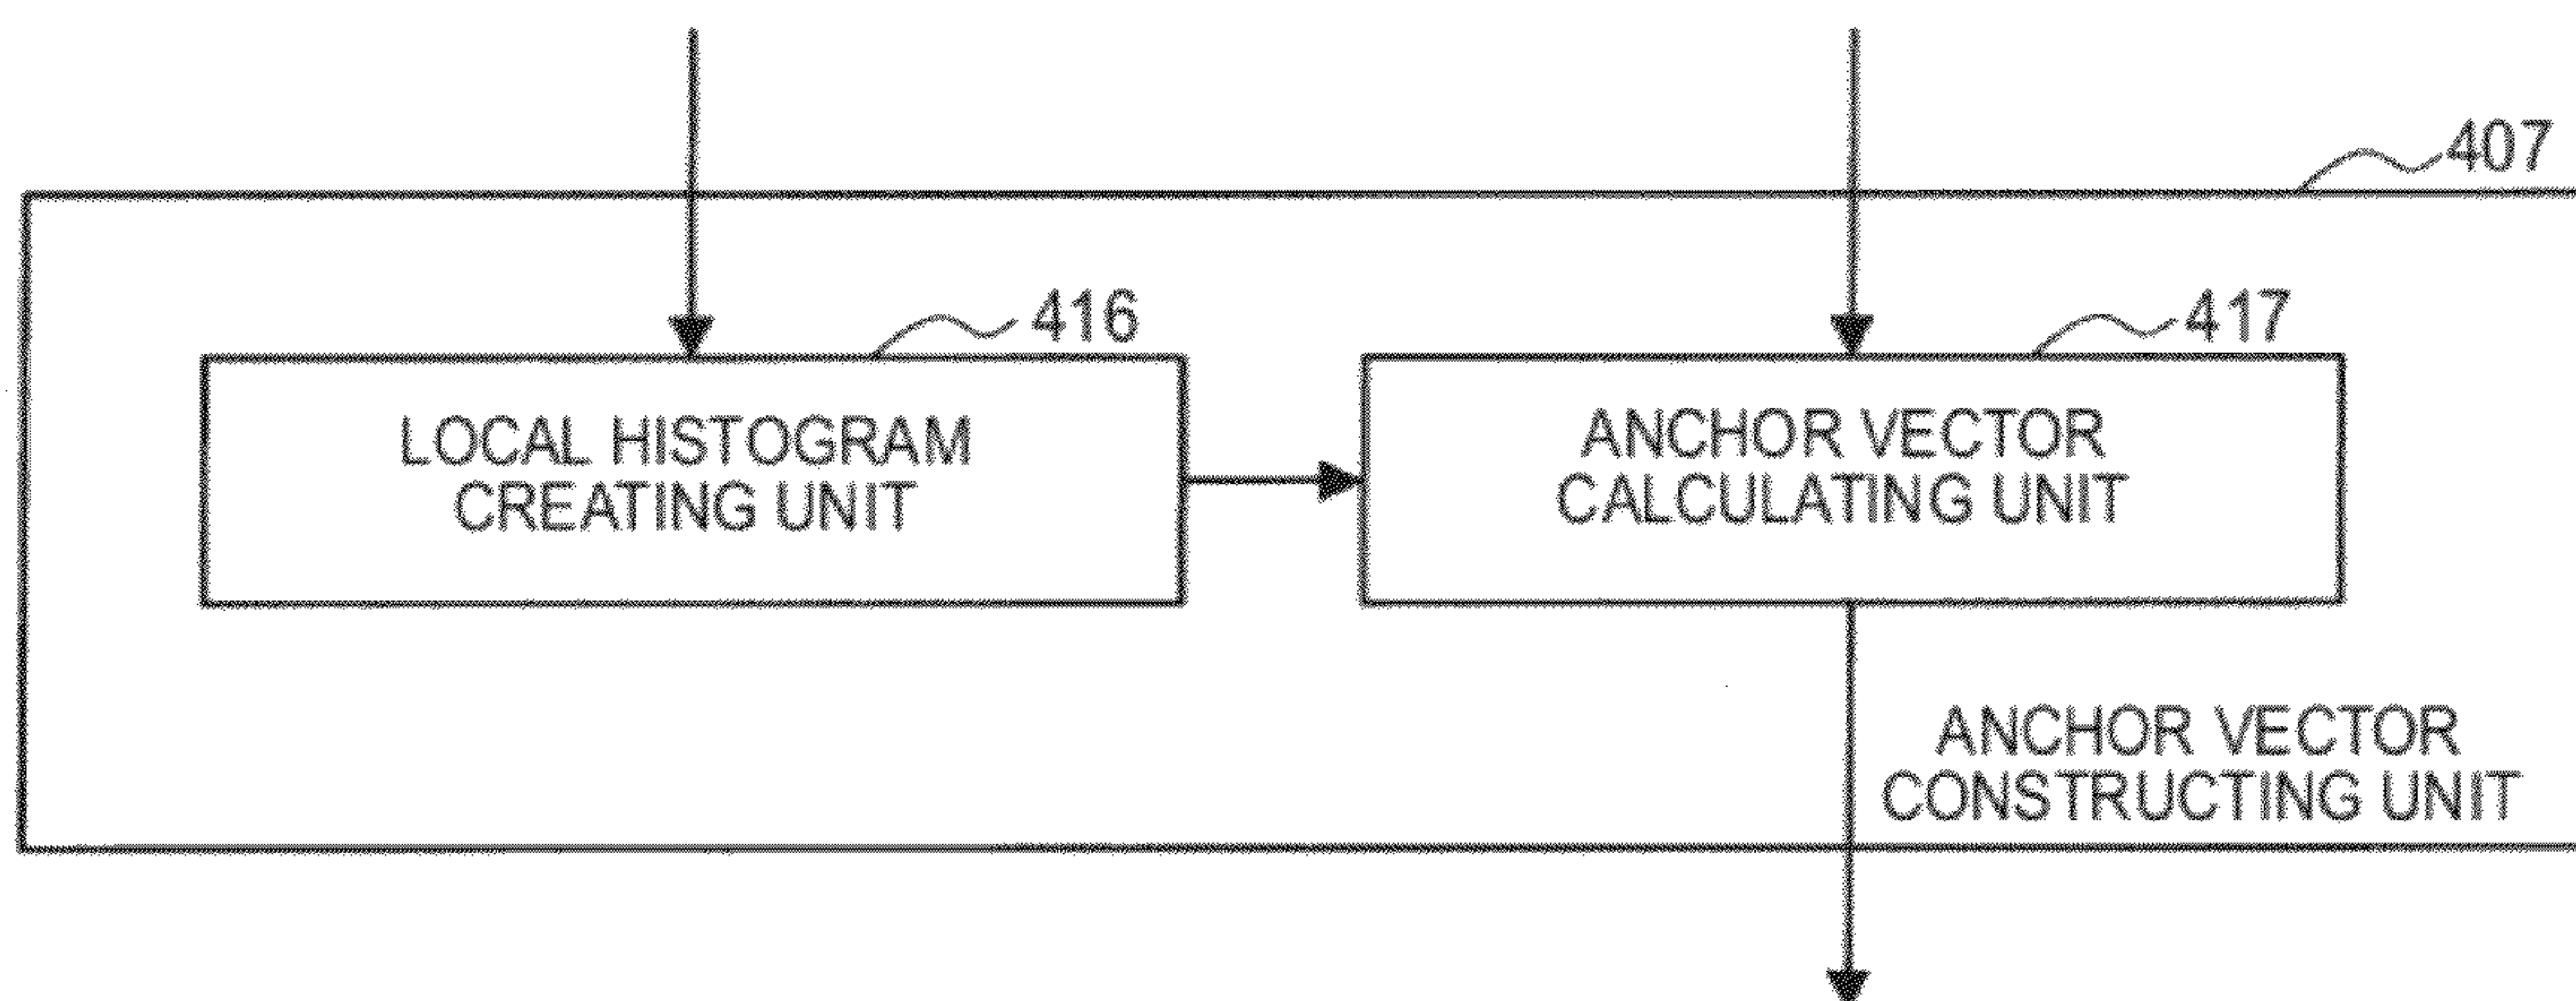 407
416
417
LOCAL HISTOGRAM
CREATING UNIT
ANCHOR VECTOR
CALCULATING UNIT
ANCHOR VECTOR
CONSTRUCTING UNIT